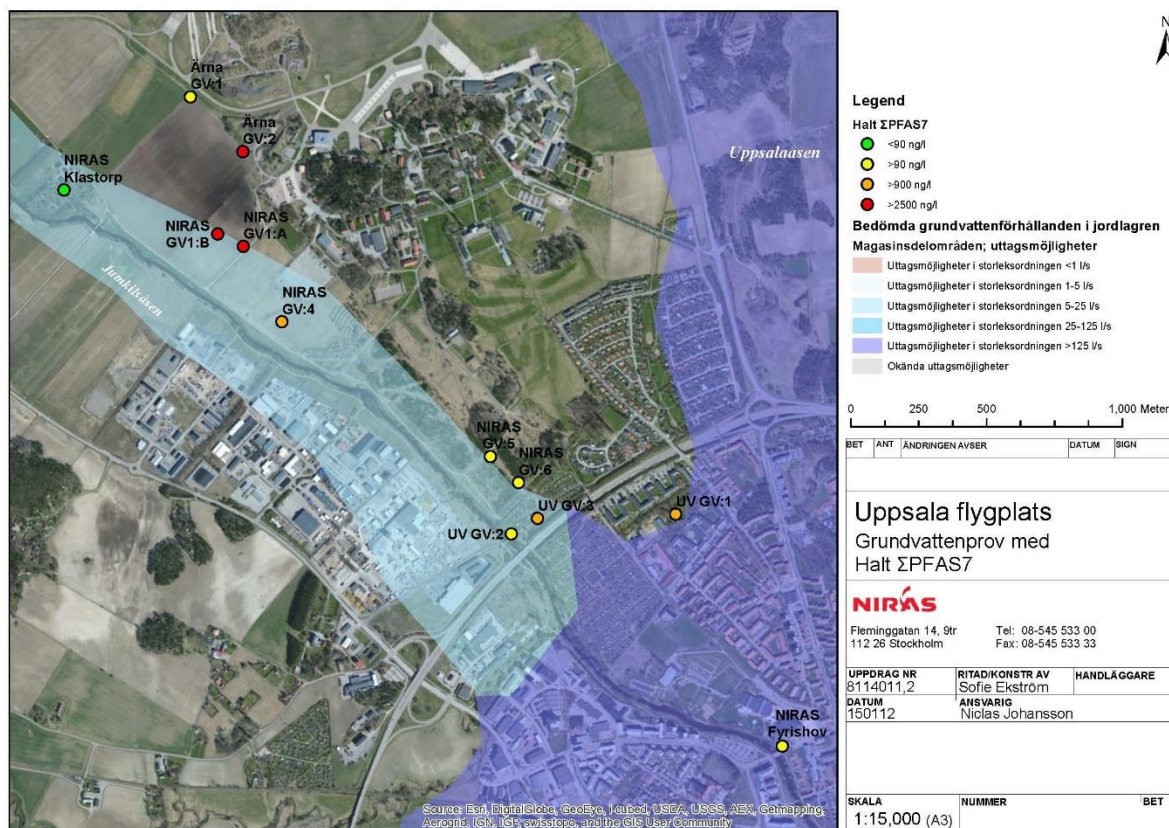 Ärna
GV:1
Ärna
GV:2
NIRAS
Klastorp
NIRAS
GV1:B
NIRAS
GV1:A
NIRAS
GV:4
Jumkilsåsen
Uppsalaåsen
NIRAS
GV:5
NIRAS
GV:6
UV GV:3
UV GV:2
UV GV:1
NIRAS
Fyrishov
Source: Esri, DigitalGlobe, GeoEye, i-cubed, USDA, USGS, AEX, Getmapping,
Aerogrid, IGN, IGP, swisstopo, and the GIS User Community
N
Legend
Halt ΣPFAS7
<90 ng/l
>90 ng/l
>900 ng/l
>2500 ng/l
Bedömda grundvattenförhållanden i jordlagren
Magasinsdelområden; uttagsmöjligheter
Uttagsmöjligheter i storleksordningen <1 l/s
Uttagsmöjligheter i storleksordningen 1-5 l/s
Uttagsmöjligheter i storleksordningen 5-25 l/s
Uttagsmöjligheter i storleksordningen 25-125 l/s
Uttagsmöjligheter i storleksordningen >125 l/s
Okända uttagsmöjligheter
0 250 500 1,000 Meter
BET ANT ÄNDRINGEN AVSER DATUM SIGN
Uppsala flygplats
Grundvattenprov med
Halt ΣPFAS7
NIRÁS
Fleminggatan 14, 9tr Tel: 08-545 533 00
112 26 Stockholm Fax: 08-545 533 33
UPPDRAG NR RITAD/KONSTR AV HANDLÄGGARE
8114011,2 Sofie Ekström
DATUM ANSVARIG
150112 Niclas Johansson
SKALA NUMMER BET
1:15,000 (A3)